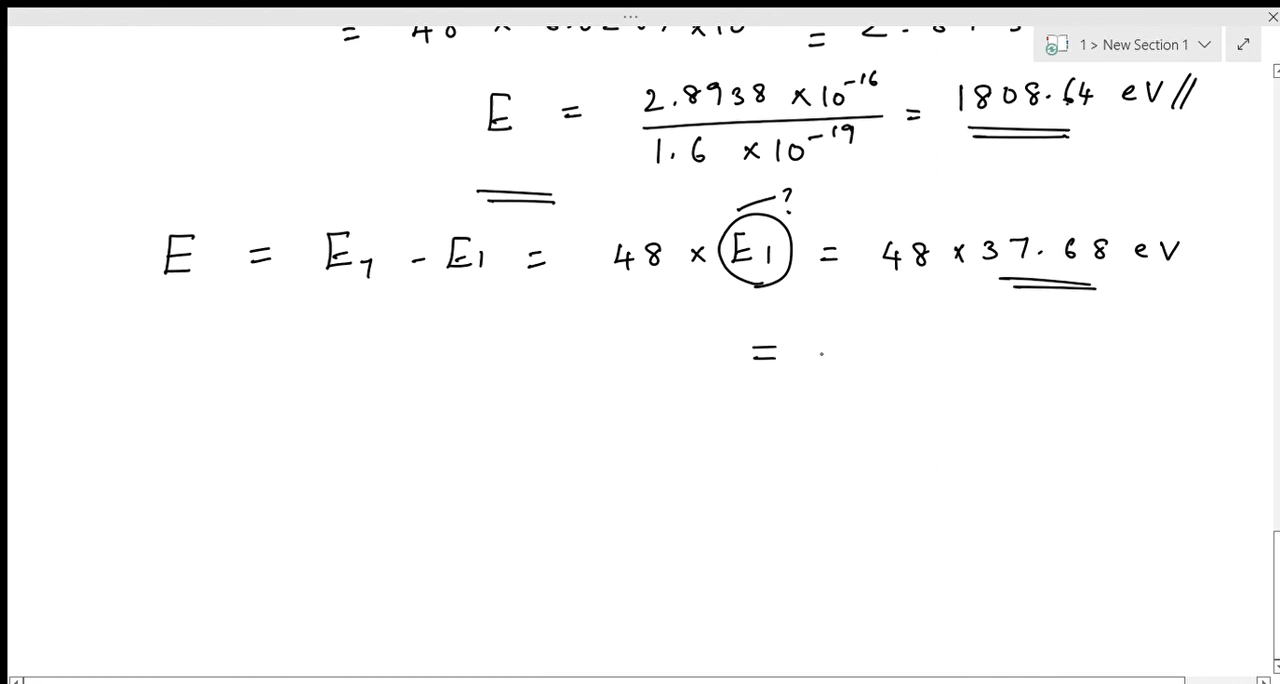 1 > New Section 1
E = 2.8938 ×10⁻¹⁶ / 1.6 ×10⁻¹⁹ = 1808.64 eV//
?
E = E₇ - E₁ = 48 × E₁ = 48 × 37.68 eV
=